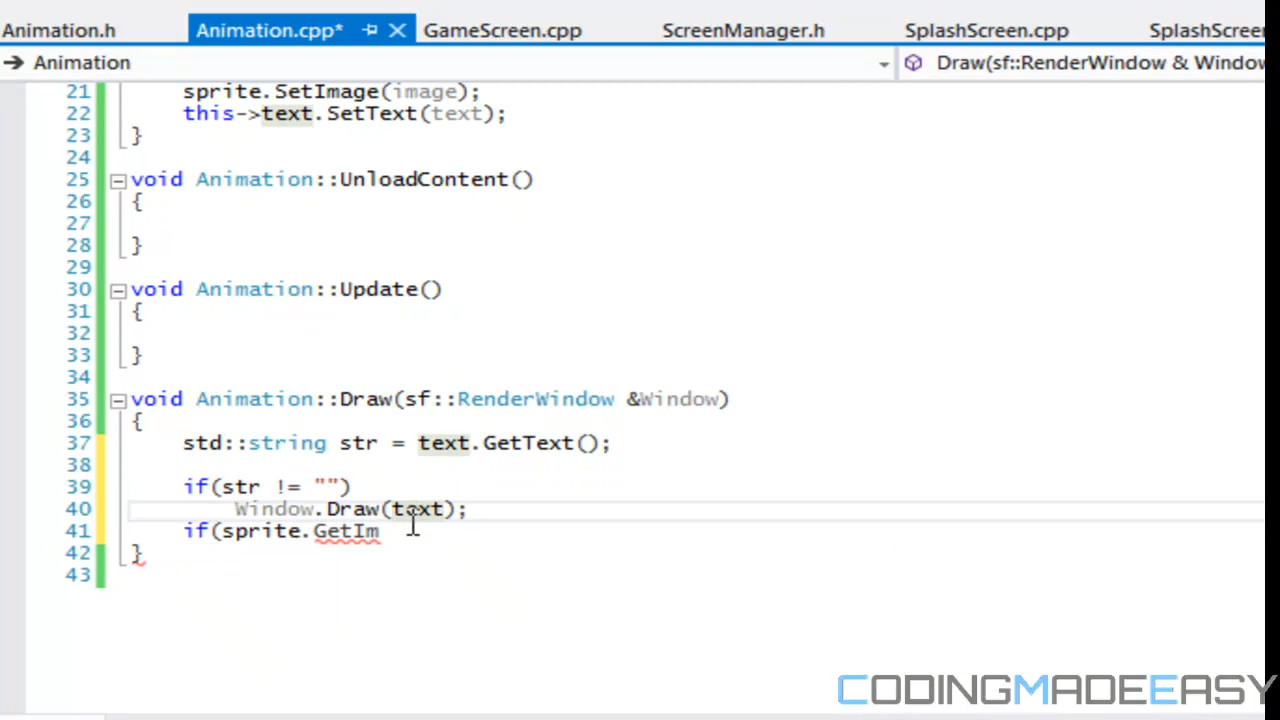 Animation.h Animation.cpp* GameScreen.cpp ScreenManager.h SplashScreen.cpp SplashScreen
Animation Draw(sf::RenderWindow & Window
21 sprite.SetImage(image);
22 this->text.SetText(text);
23 }
24
25 void Animation::UnloadContent()
26 {
27
28 }
29
30 void Animation::Update()
31 {
32
33 }
34
35 void Animation::Draw(sf::RenderWindow &Window)
36 {
37 std::string str = text.GetText();
38
39 if(str != "")
40 Window.Draw(text);
41 if(sprite.GetIm
42 }
43
CODINGMADEEASY